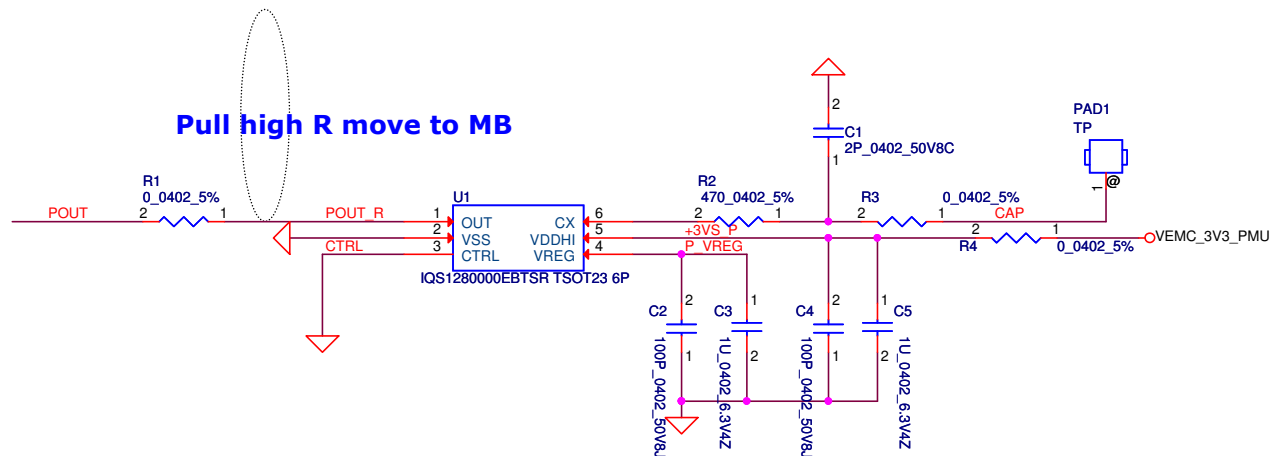 Pull high R move to MB
PAD1
TP
2
C1
2P_0402_50V8C
1
1
@
R1
0_0402_5%
U1
R2
470_0402_5%
R3
0_0402_5%
POUT
2
1
POUT_R
1
OUT
CX
6
2
1
2
1
CAP
2
VSS
VDDHI
5
+3VS_P
2
1
VEMC_3V3_PMU
CTRL
3
CTRL
VREG
4
P_VREG
R4
0_0402_5%
IQS1280000EBTSR TSOT23 6P
2
1
2
1
C2
C3
C4
C5
1
2
1
2
100P_0402_50V8J
1U_0402_6.3V4Z
100P_0402_50V8J
1U_0402_6.3V4Z